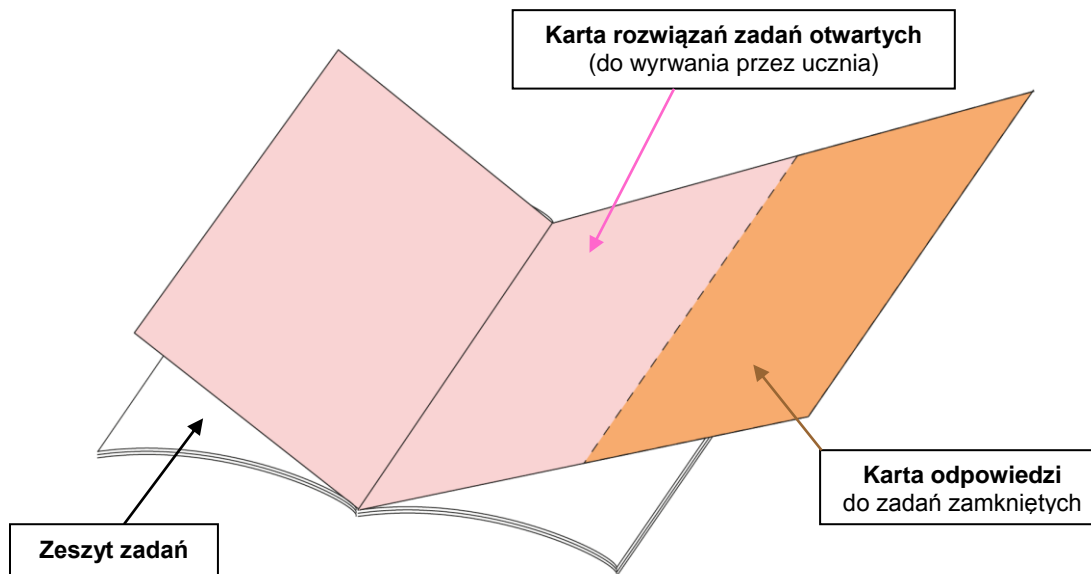 Karta rozwiązań zadań otwartych
(do wyrwania przez ucznia)
Karta odpowiedzi
do zadań zamkniętych
Zeszyt zadań